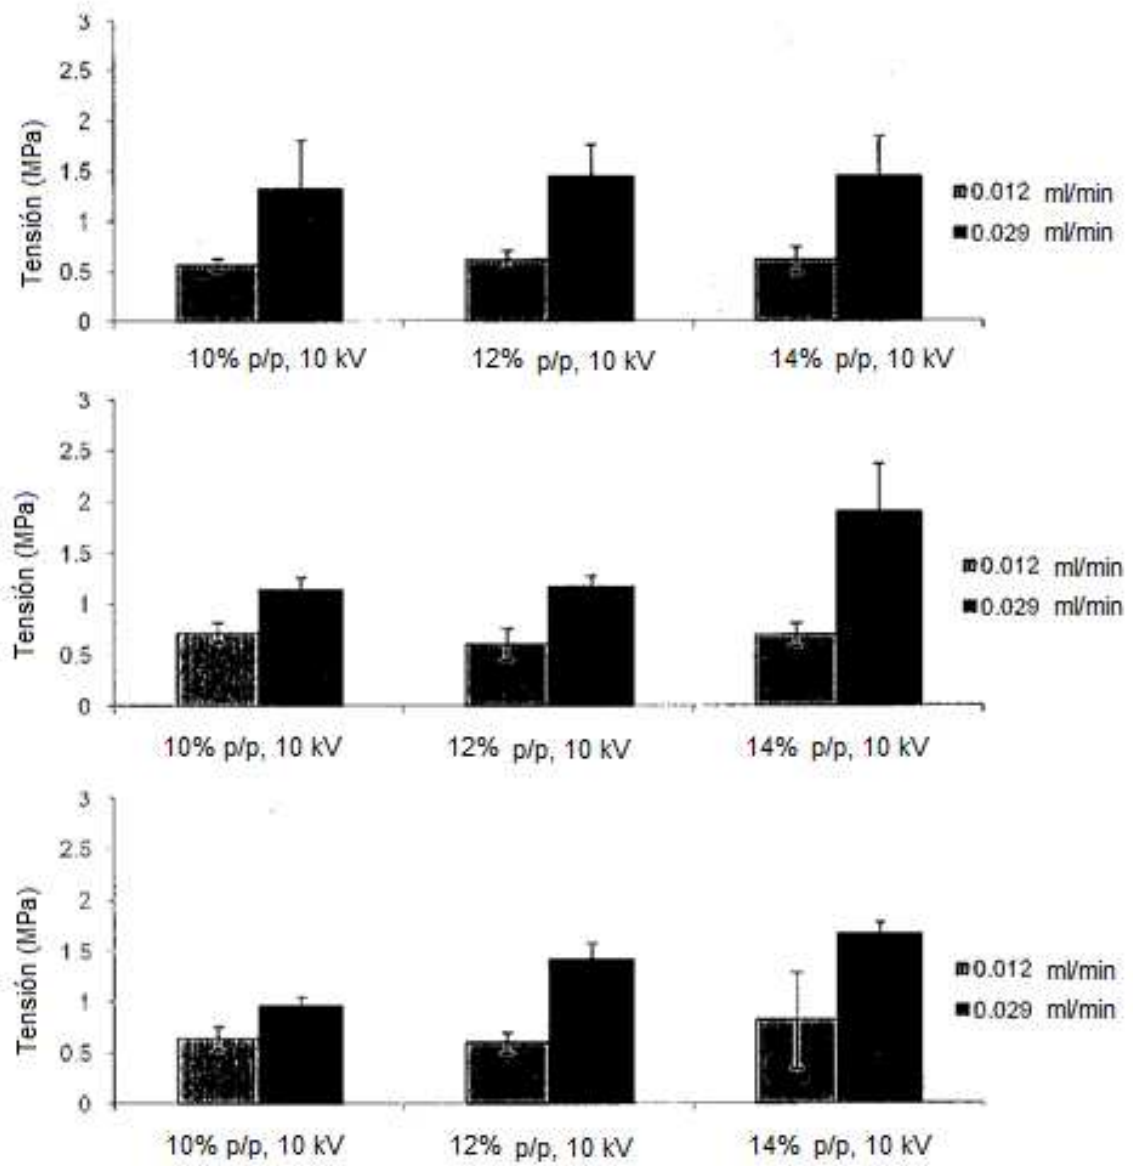 3
2.5
2
1.5
1
0.5
0
Tensión (MPa)
0.012 ml/min
0.029 ml/min
10% p/p, 10 kV
12% p/p, 10 kV
14% p/p, 10 kV
3
2.5
2
1.5
1
0.5
0
Tensión (MPa)
0.012 ml/min
0.029 ml/min
10% p/p, 10 kV
12% p/p, 10 kV
14% p/p, 10 kV
3
2.5
2
1 5
1
0.5
0
Tensión (MPa)
0.012 ml/min
0.029 ml/min
10% p/p, 10 kV
12% p/p, 10 kV
14% p/p, 10 kV